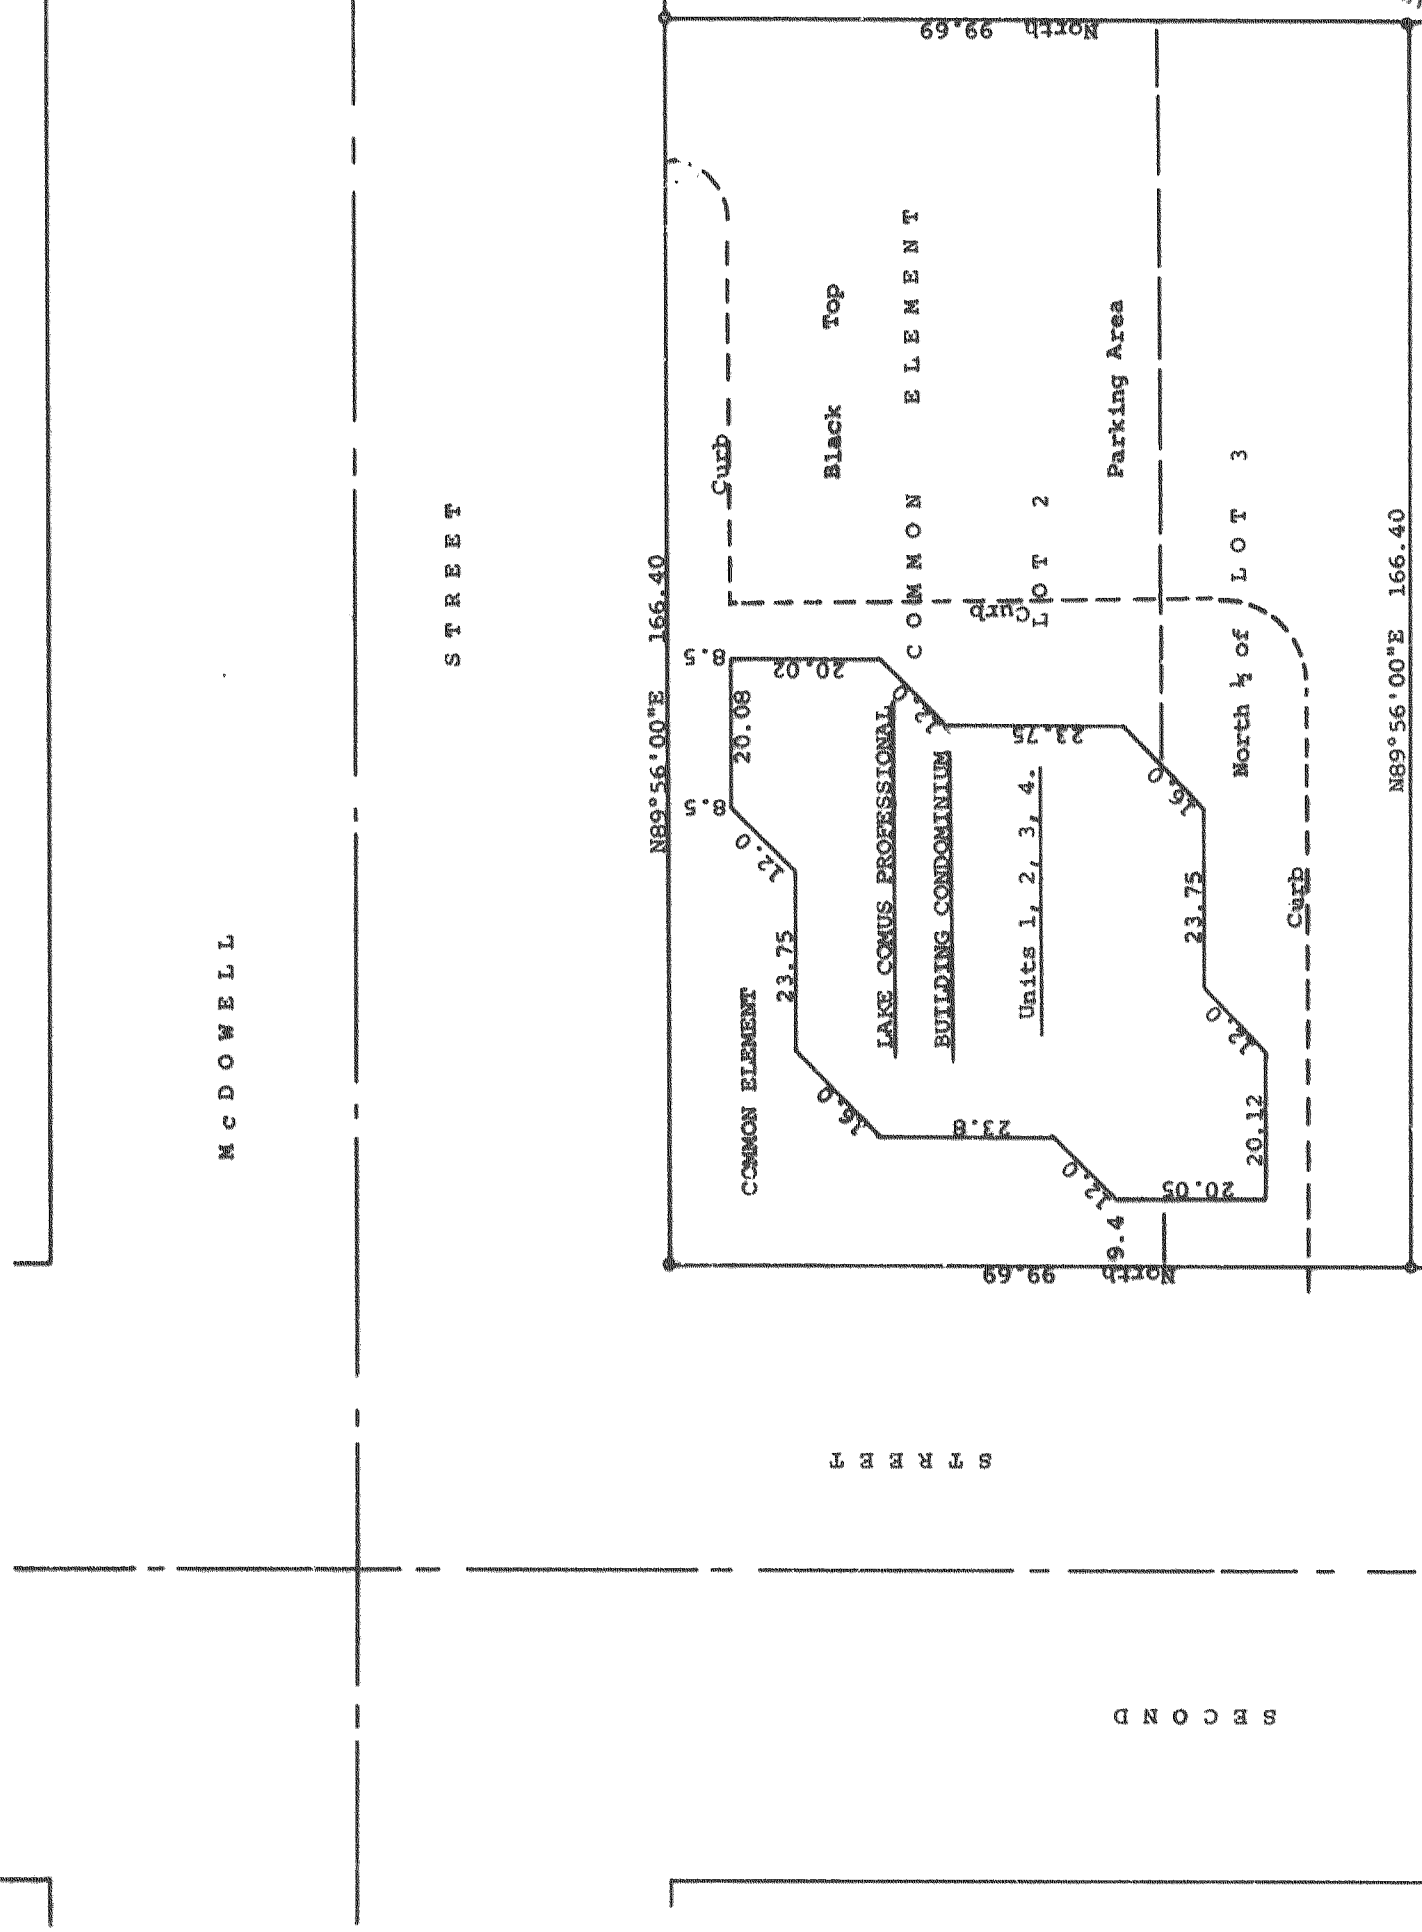 McDOWELL STREET
N89°56'00"E 166.40
8.5
8.5
20.08
12.0
20.02
COMMON ELEMENT
23.75
Curb
Black Top
16.0
LAKE COMUS PROFESSIONAL
12.0
COMMON ELEMENT
BUILDING CONDOMINIUM
23.8
Units 1, 2, 3, 4.
23.75
Curb
LOT 2
12.0
9.4
Parking Area
North 99.69
North 99.69
16.0
23.75
20.05
12.0
North ½ of LOT 3
20.12
Curb
N89°56'00"E 166.40
SECOND STREET